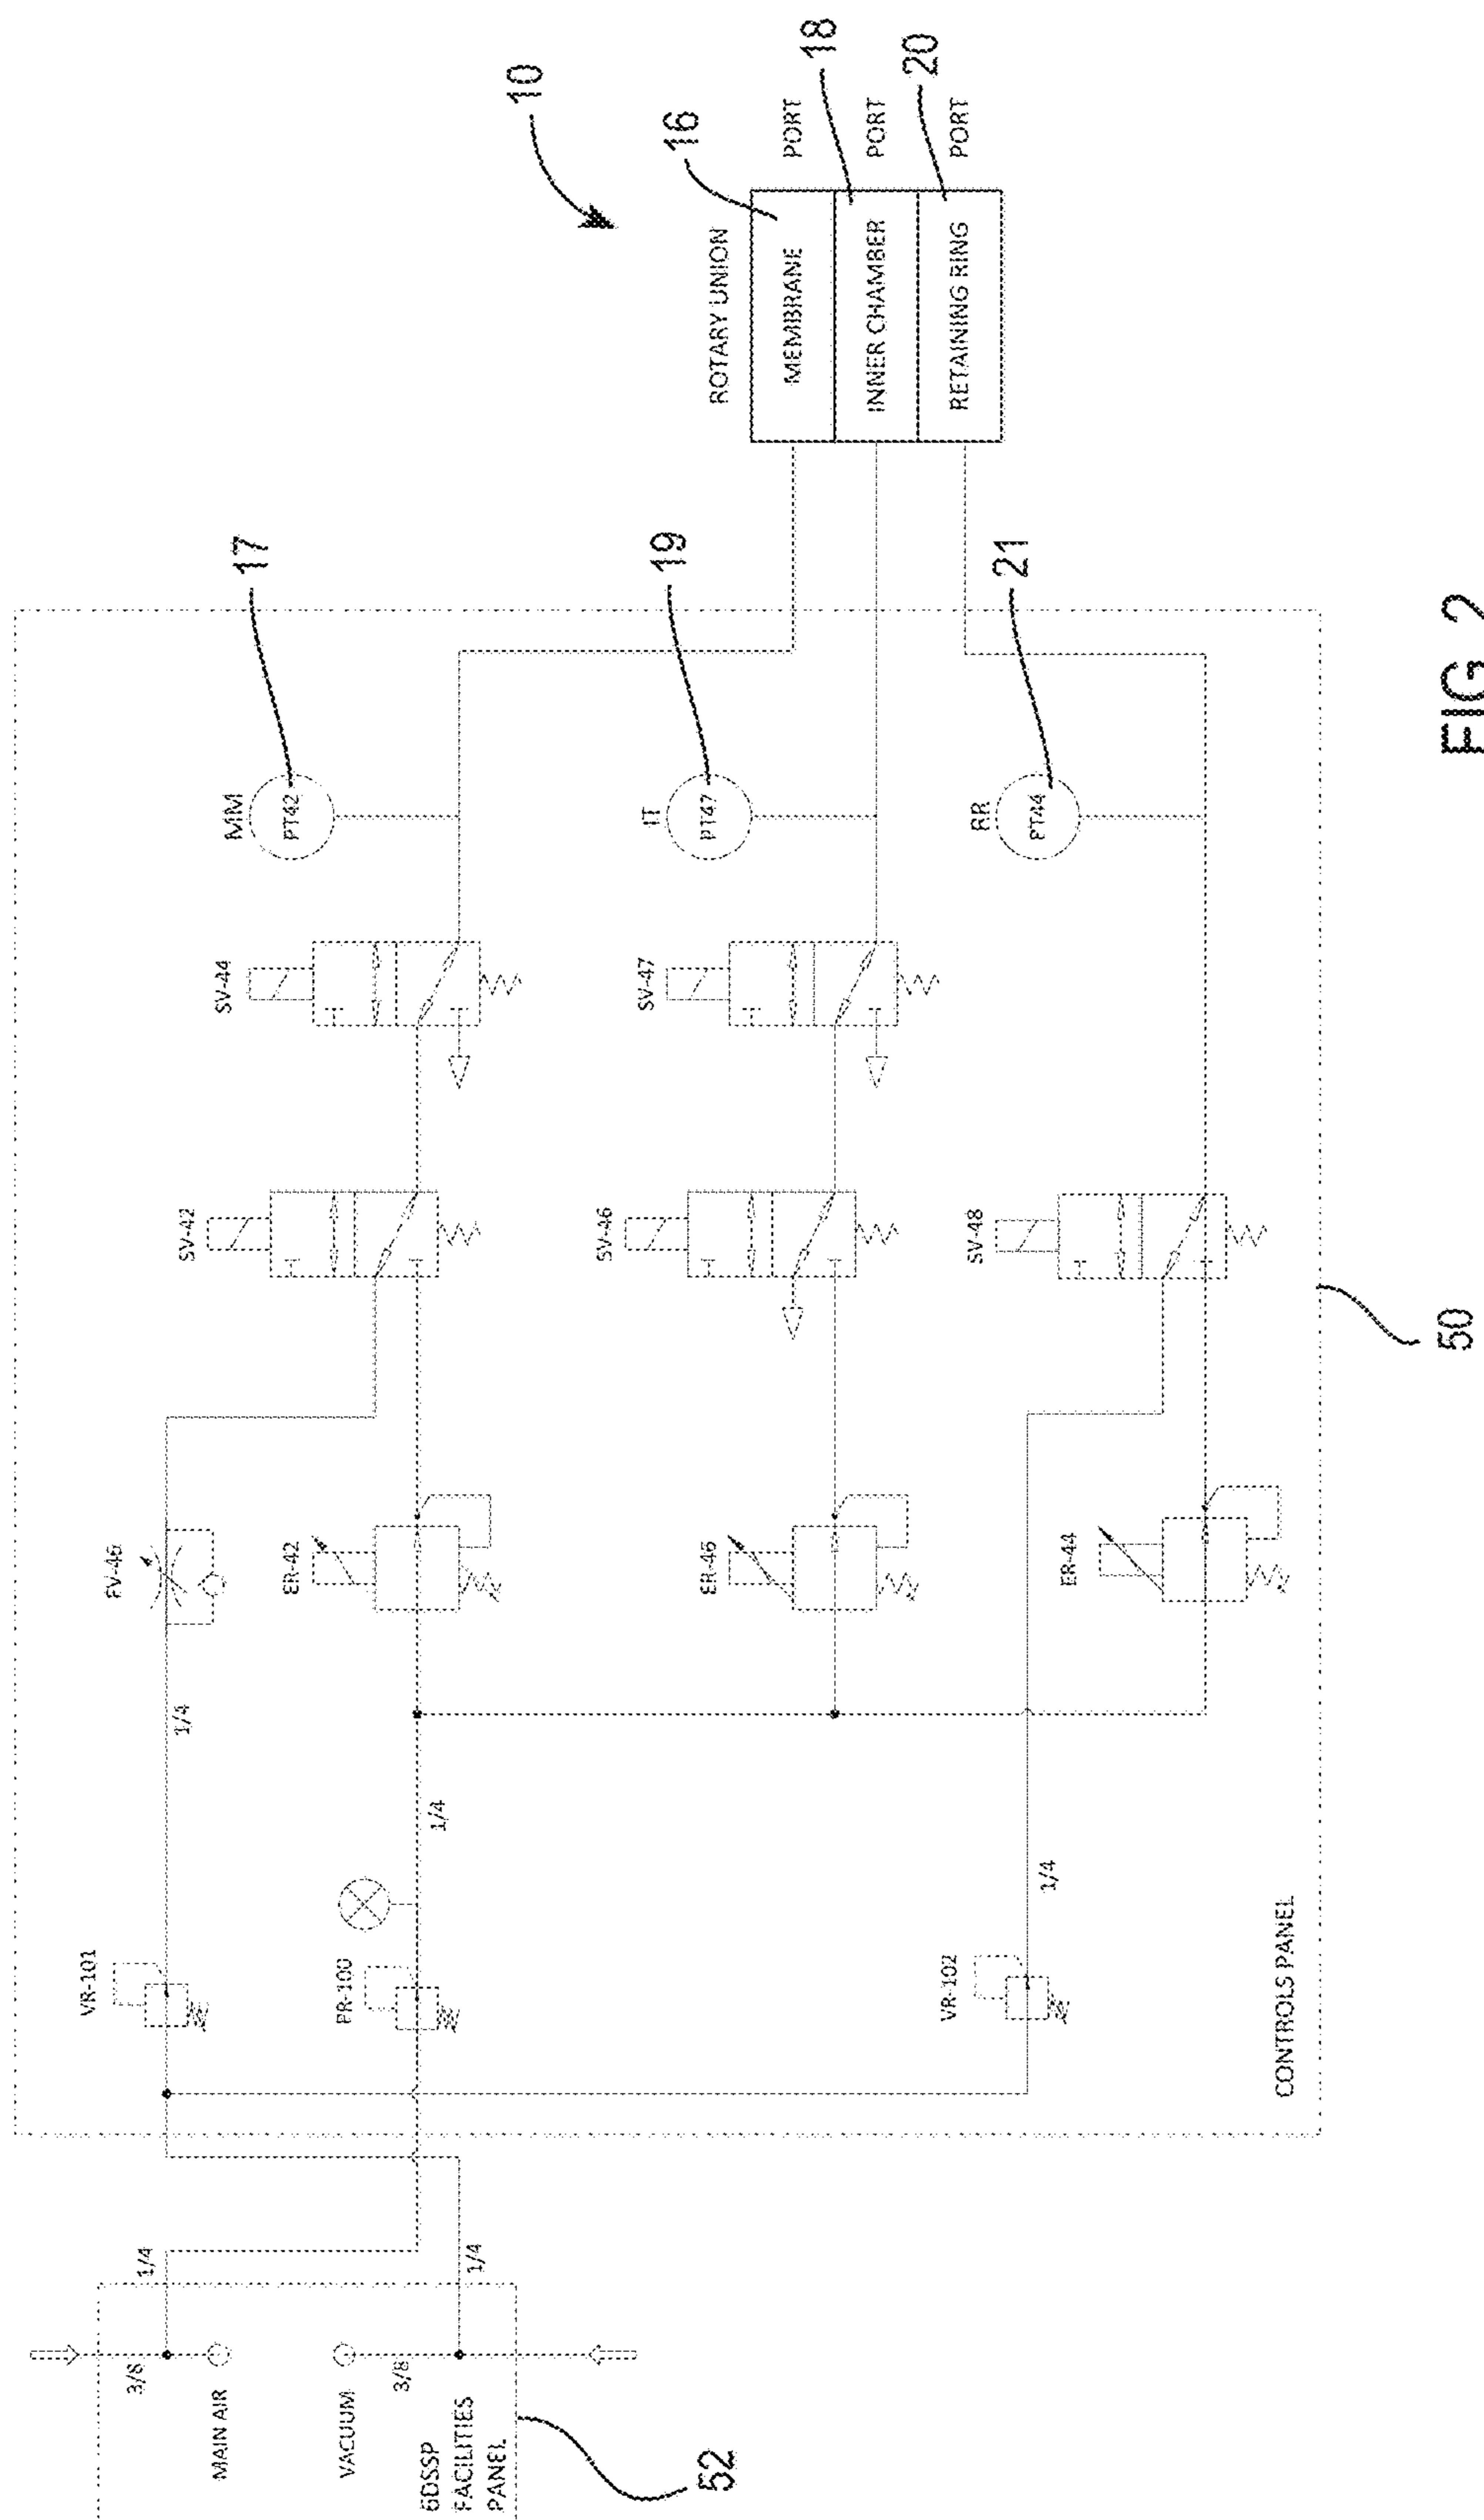 10
16
18
20
PORT
PORT
PORT
ROTARY UNION
MEMBRANE
INNER CHAMBER
RETAINING RING
17
19
21
MM
PT42
IT
PT47
RR
PT44
SV-44
SV-47
SV-42
SV-46
SV-48
50
FV-46
ER-42
ER-46
ER-44
1/4
1/4
1/4
VR-101
PR-100
VR-102
CONTROLS PANEL
1/4
1/4
3/8
MAIN AIR
VACUUM
3/8
6DSSP
FACILITIES
PANEL
52
FIG. 2